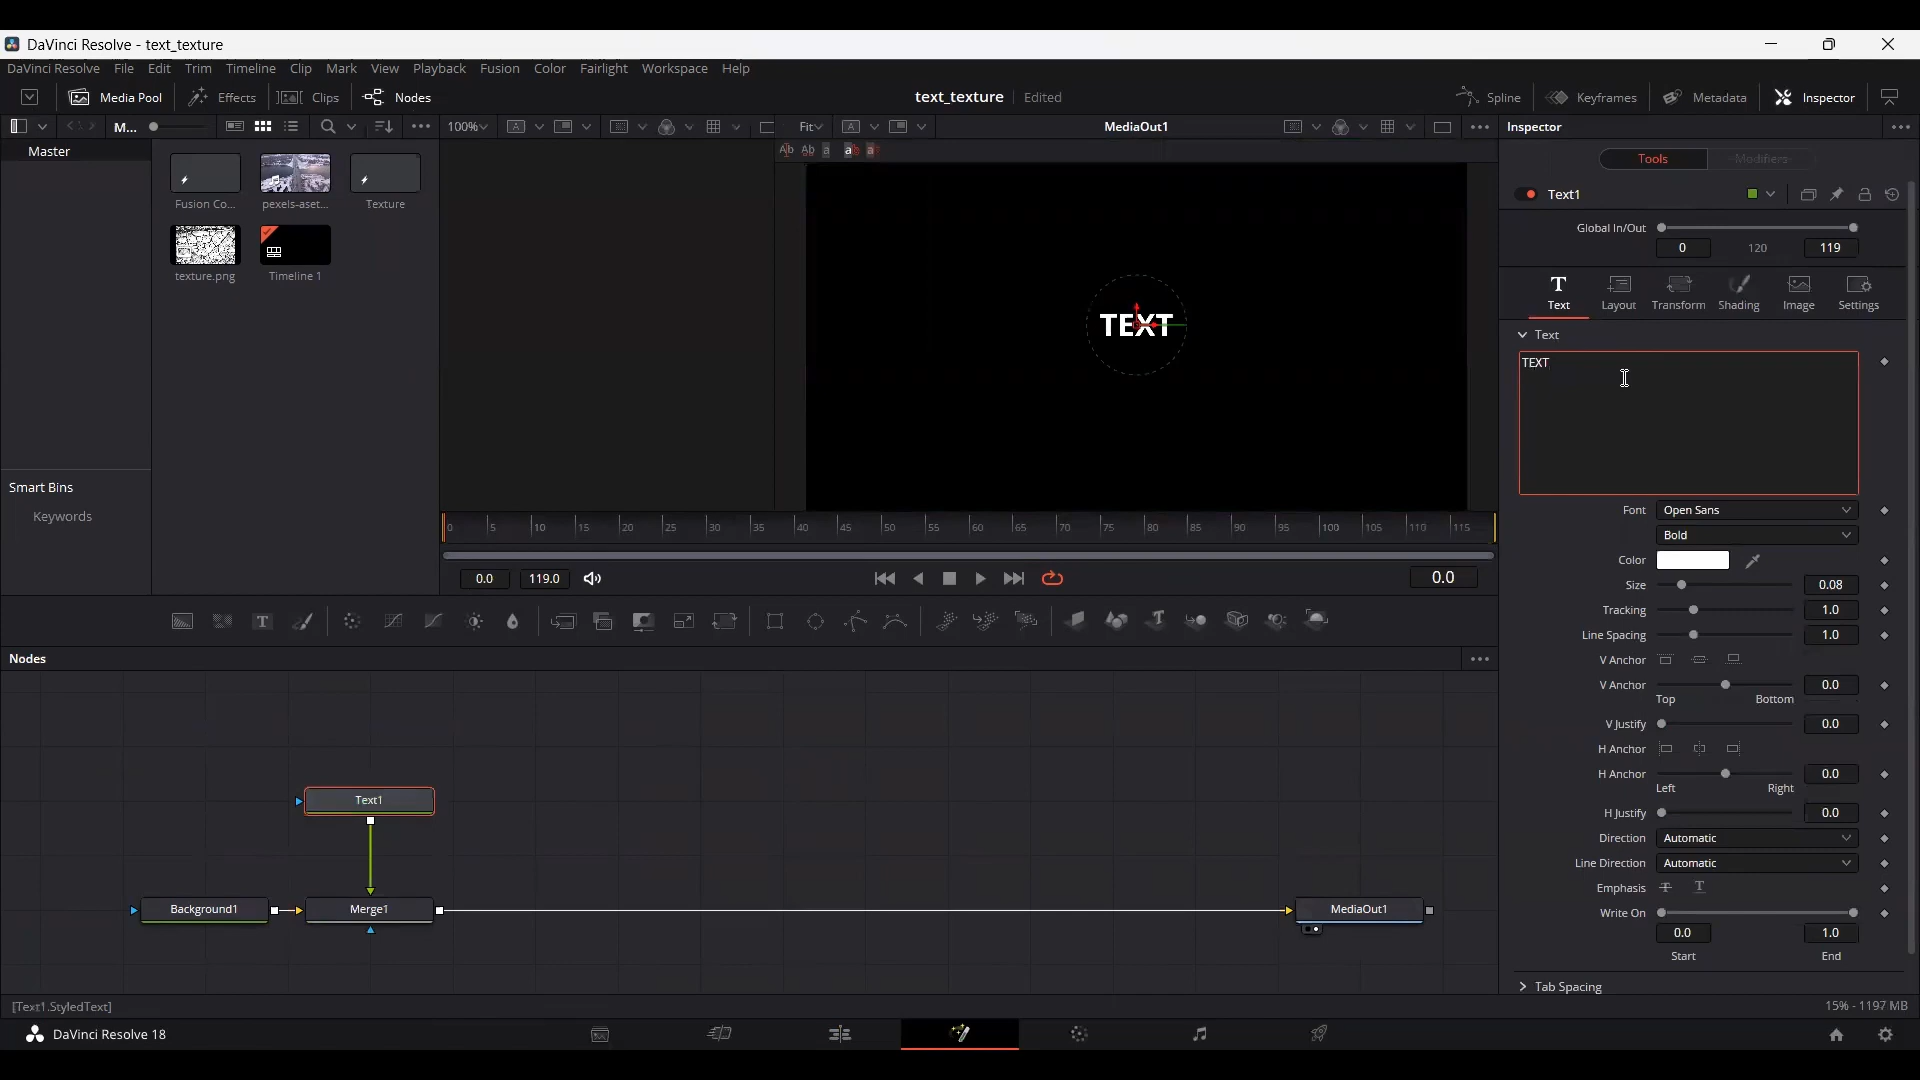 DaVinci Resolve - text_texture
DaVinci Resolve File Edit Trim Timeline Clip Mark View Playback Fusion Color Fairlight Workspace Help
Media Pool Effects Clips Nodes text_texture Edited Spline Keyframes Metadata Inspector
M... 100% Fit MediaOut1 Inspector
Master
Tools Modifiers
Fusion Co... pexels-aset... Texture
texture.png Timeline 1
Smart Bins
Keywords
TEXT
Text1
Global In/Out
0 120 119
Text Layout Transform Shading Image Settings
Text
TEXT
Font Open Sans
Bold
Color
Size 0.08
Tracking 1.0
Line Spacing 1.0
V Anchor
V Anchor 0.0
Top Bottom
V Justify 0.0
H Anchor
H Anchor 0.0
Left Right
H Justify 0.0
Direction Automatic
Line Direction Automatic
Emphasis
Write On
0.0 1.0
Start End
Tab Spacing
0 5 10 15 20 25 30 35 40 45 50 55 60 65 70 75 80 85 90 95 100 105 110 115
0.0 119.0 0.0
Nodes
Text1
Background1 Merge1 MediaOut1
[Text1.StyledText] 15% - 1197 MB
DaVinci Resolve 18